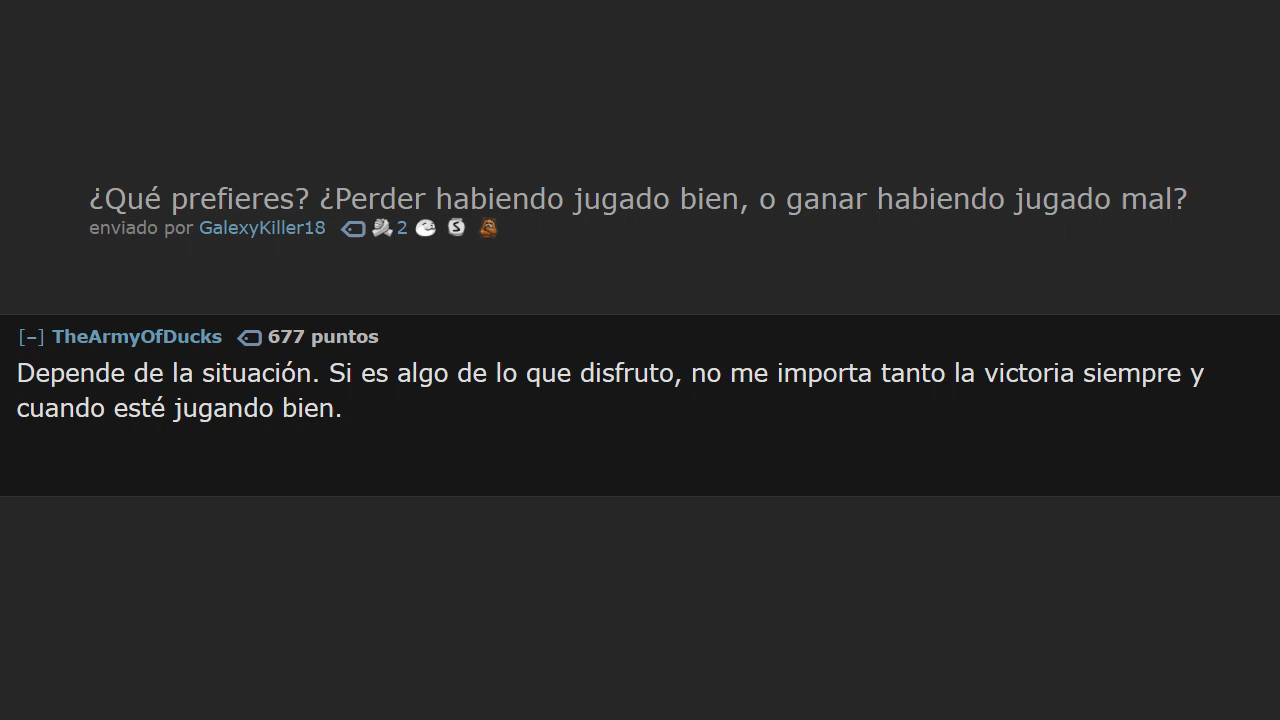 ¿Qué prefieres? ¿Perder habiendo jugado bien, o ganar habiendo jugado mal?
enviado por GalexyKiller18 2 S
[–] TheArmyOfDucks 677 puntos
Depende de la situación. Si es algo de lo que disfruto, no me importa tanto la victoria siempre y
cuando esté jugando bien.